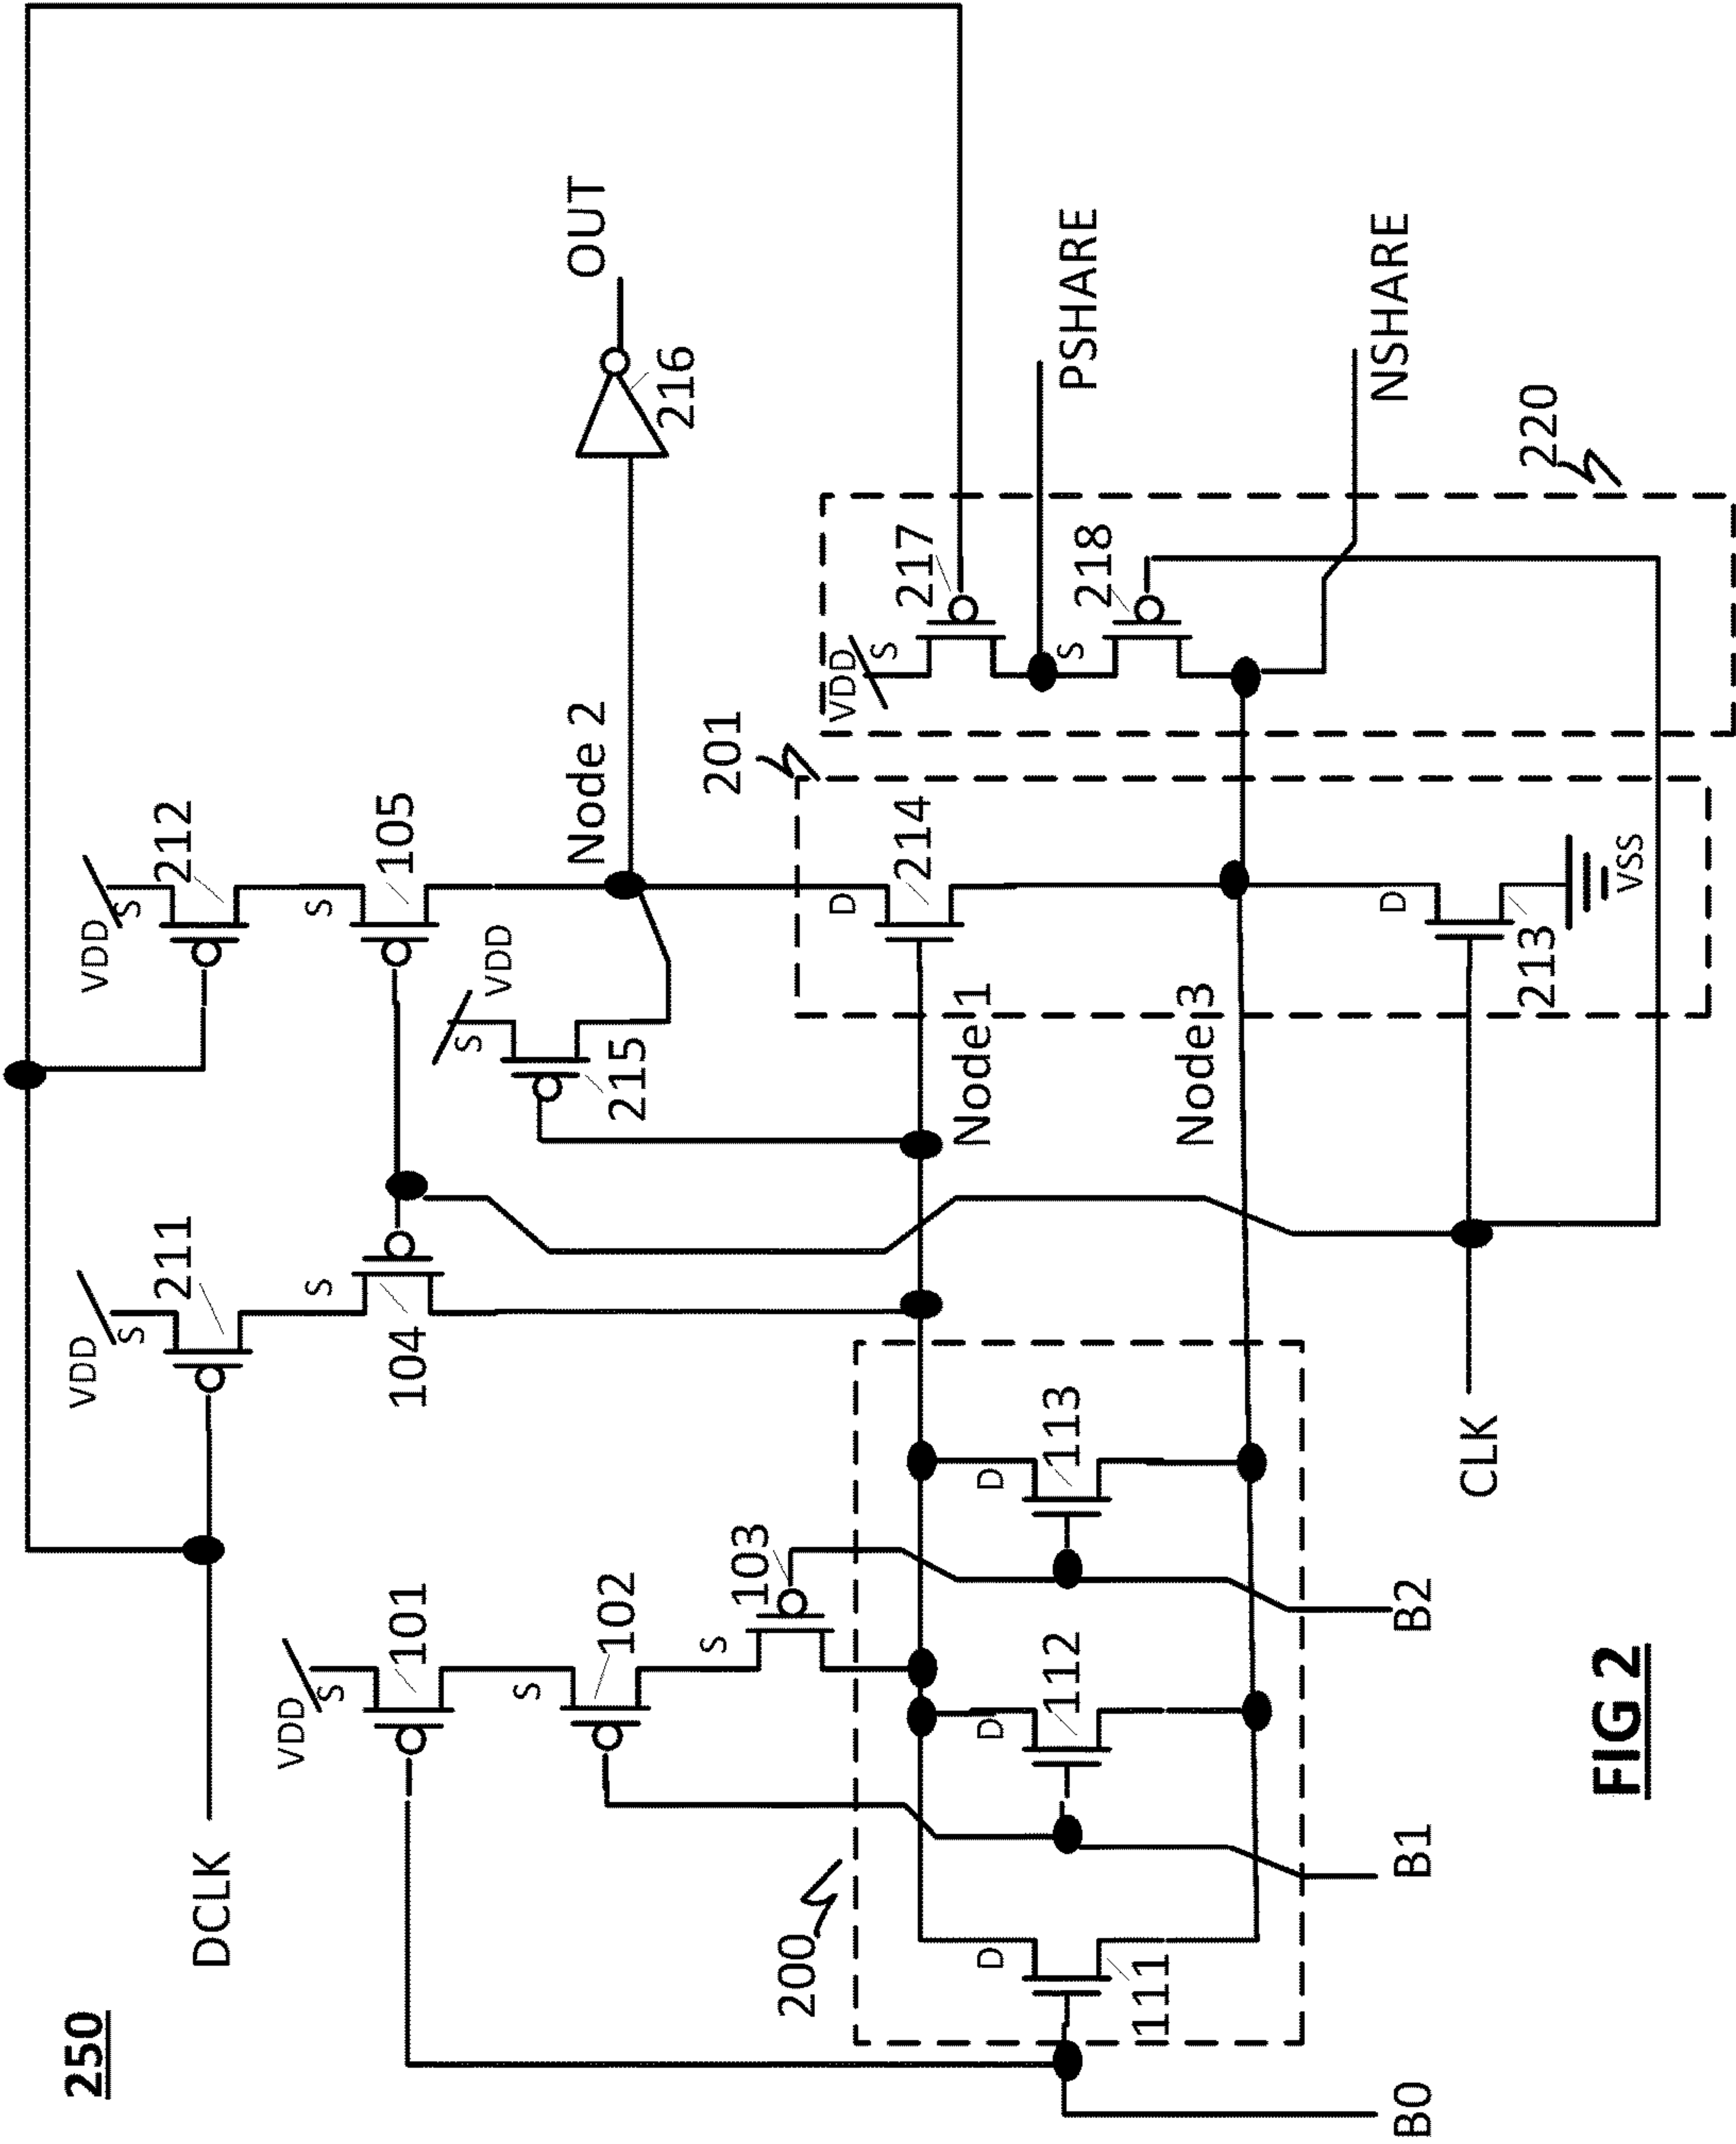 250
DCLK
VDD
S
211
S
104
VDD
S
212
S
105
VDD
S
101
S
102
S
103
VDD
S
215
Node 2
216
OUT
200
D
111
D
112
D
113
Node 1
Node 3
201
D
214
D
213
VSS
VDD
S
217
S
218
220
PSHARE
NSHARE
B0
B1
B2
CLK
FIG 2